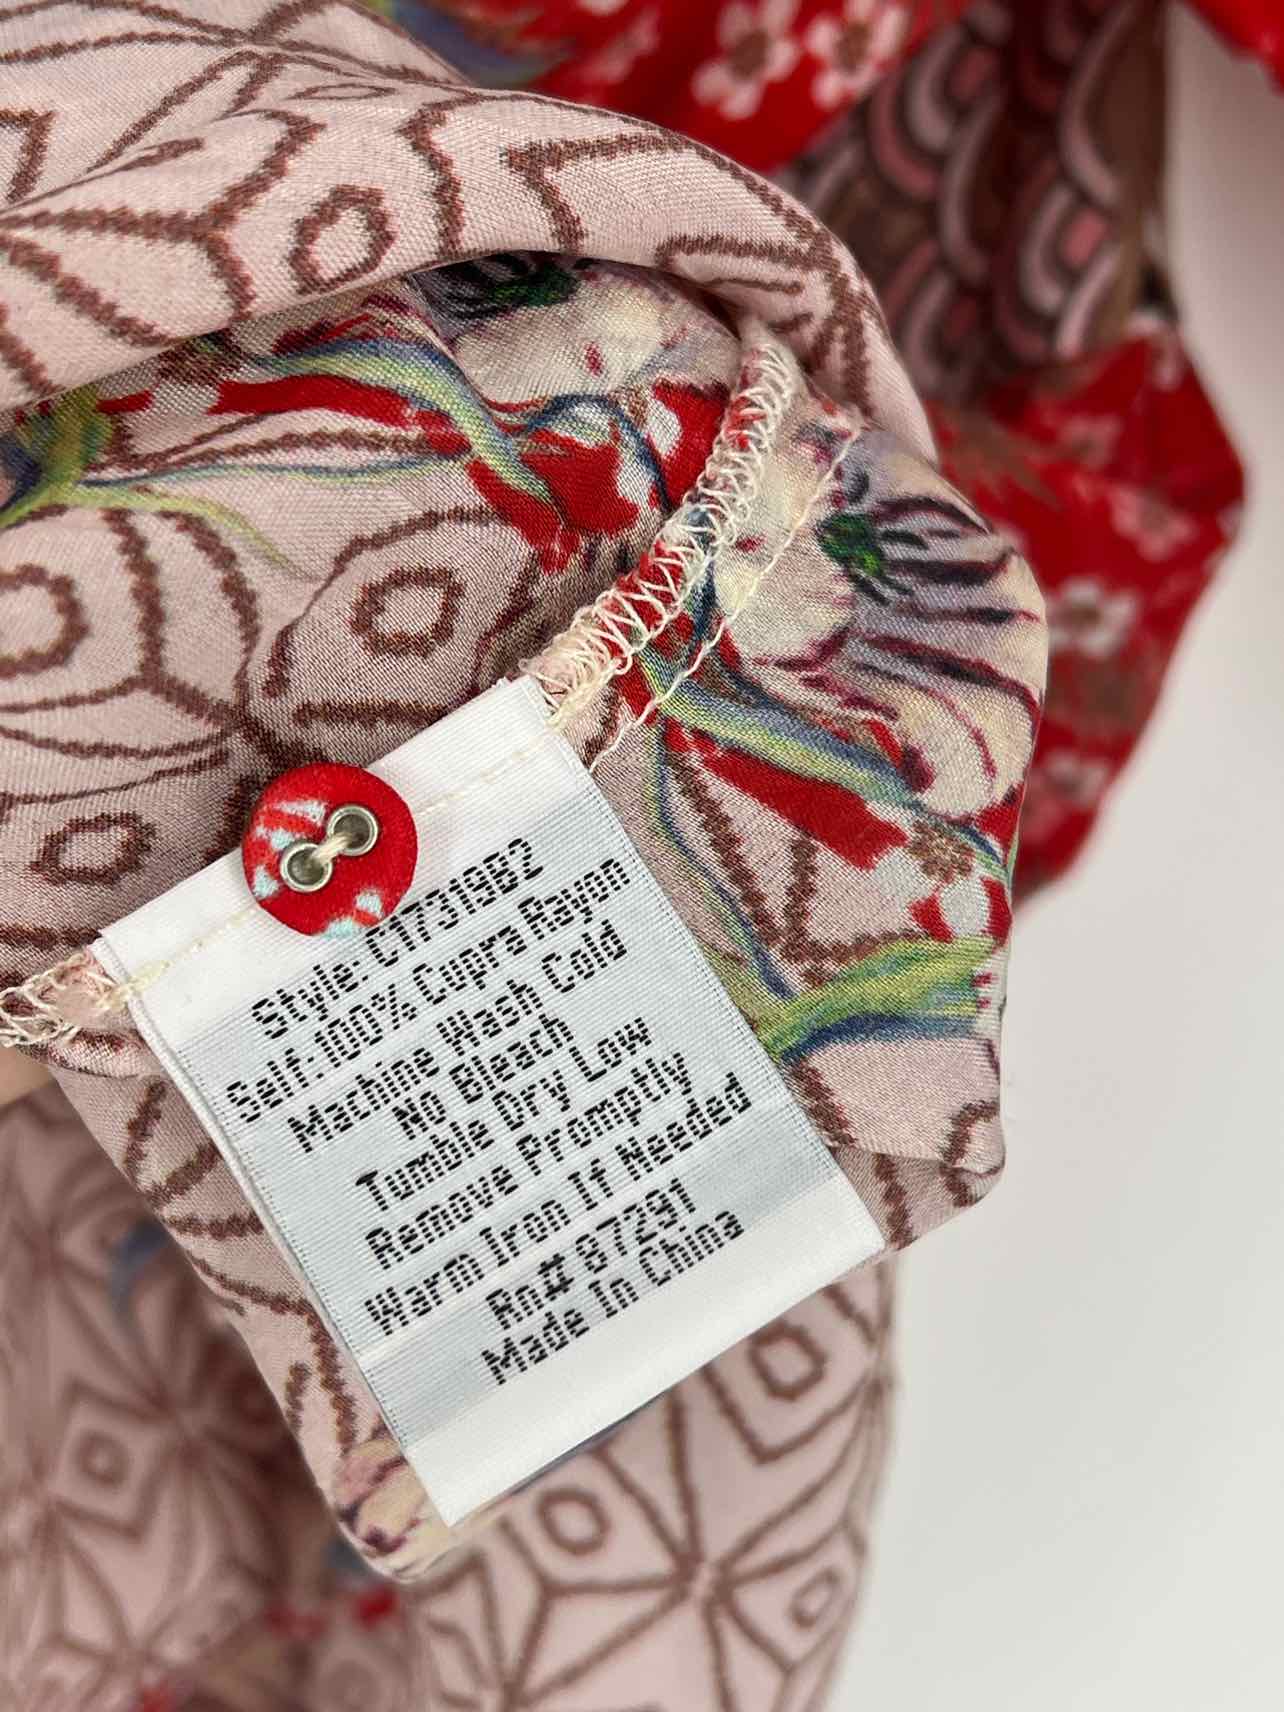 Style: C17319B2
Self:100% Cupra Rayon
Machine Wash Cold
No Bleach
Tumble Dry Low
Remove Promptly
Warm Iron If Needed
Rn# 87291
Made In China